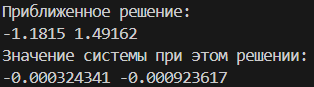 Приближенное решение:
-1.1815 1.49162
Значение системы при этом решении:
-0.000324341 -0.000923617